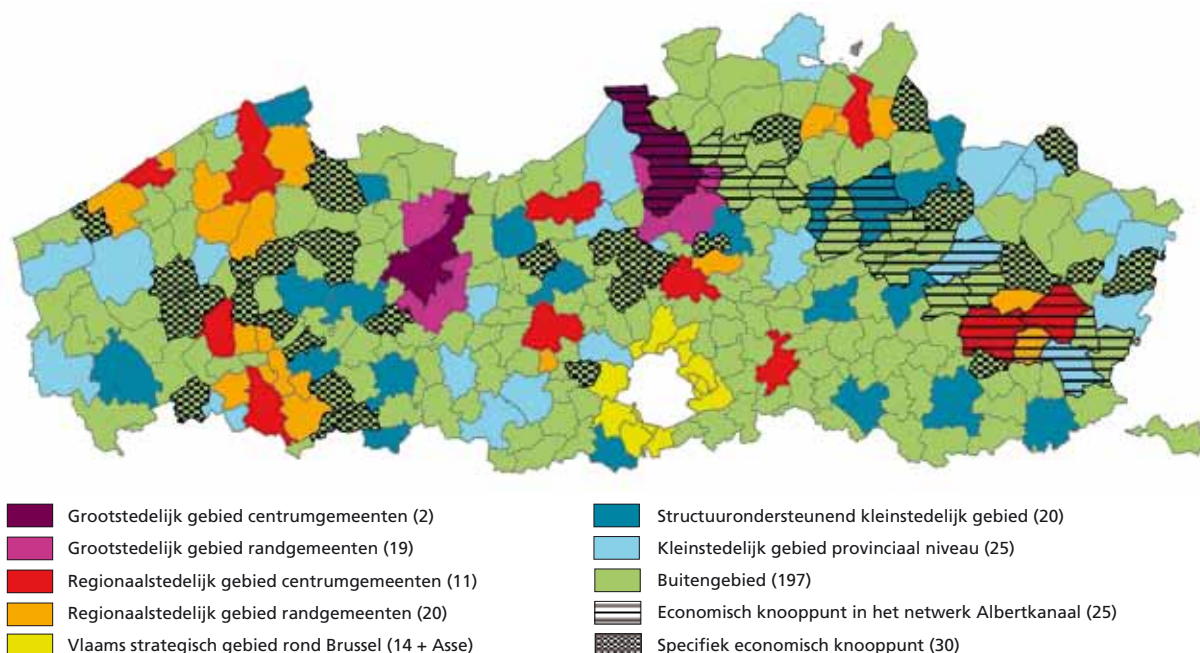 Grootstedelijk gebied centrumgemeenten (2)
Grootstedelijk gebied randgemeenten (19)
Regionaalstedelijk gebied centrumgemeenten (11)
Regionaalstedelijk gebied randgemeenten (20)
Vlaams strategisch gebied rond Brussel (14 + Asse)
Structuurondersteunend kleinstedelijk gebied (20)
Kleinstedelijk gebied provinciaal niveau (25)
Buitengebied (197)
Economisch knooppunt in het netwerk Albertkanaal (25)
Specifiek economisch knooppunt (30)